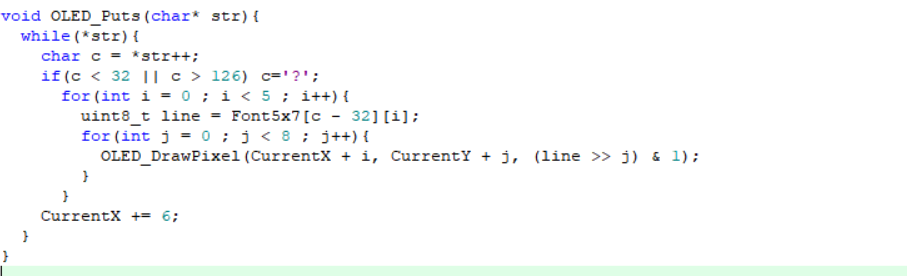 void OLED_Puts(char* str){
  while(*str){
    char c = *str++;
    if(c < 32 || c > 126) c='?';
      for(int i = 0 ; i < 5 ; i++){
        uint8_t line = Font5x7[c - 32][i];
        for(int j = 0 ; j < 8 ; j++){
          OLED_DrawPixel(CurrentX + i, CurrentY + j, (line >> j) & 1);
        }
      }
    CurrentX += 6;
  }
}